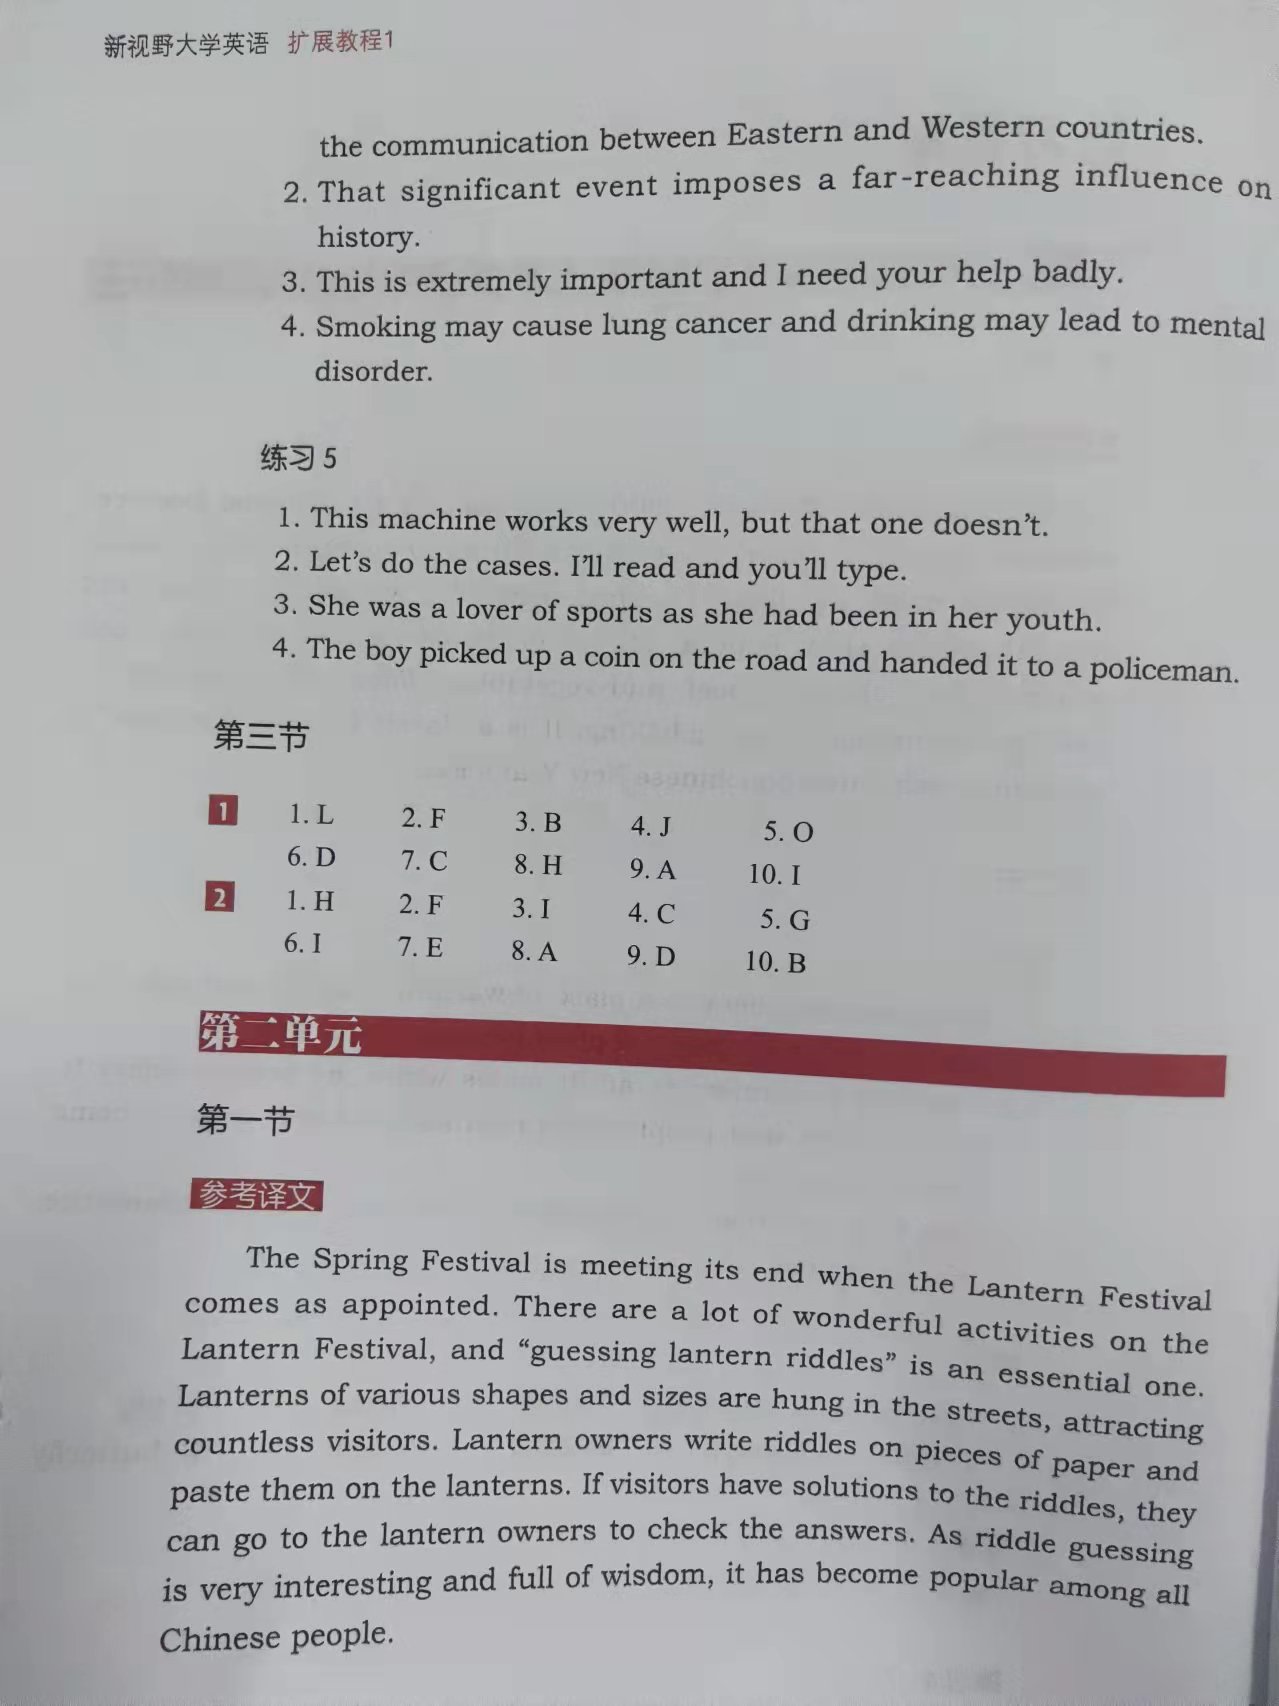 新视野大学英语 扩展教程1
the communication between Eastern and Western countries.
2. That significant event imposes a far-reaching influence on
history.
3. This is extremely important and I need your help badly.
4. Smoking may cause lung cancer and drinking may lead to mental
disorder.
练习 5
1. This machine works very well, but that one doesn't.
2. Let's do the cases. I'll read and you'll type.
3. She was a lover of sports as she had been in her youth.
4. The boy picked up a coin on the road and handed it to a policeman.
第三节
1 1. L 2. F 3. B 4. J 5. O
6. D 7. C 8. H 9. A 10. I
2 1. H 2. F 3. I 4. C 5. G
6. I 7. E 8. A 9. D 10. B
第二单元
第一节
参考译文
The Spring Festival is meeting its end when the Lantern Festival
comes as appointed. There are a lot of wonderful activities on the
Lantern Festival, and “guessing lantern riddles” is an essential one.
Lanterns of various shapes and sizes are hung in the streets, attracting
countless visitors. Lantern owners write riddles on pieces of paper and
paste them on the lanterns. If visitors have solutions to the riddles, they
can go to the lantern owners to check the answers. As riddle guessing
is very interesting and full of wisdom, it has become popular among all
Chinese people.